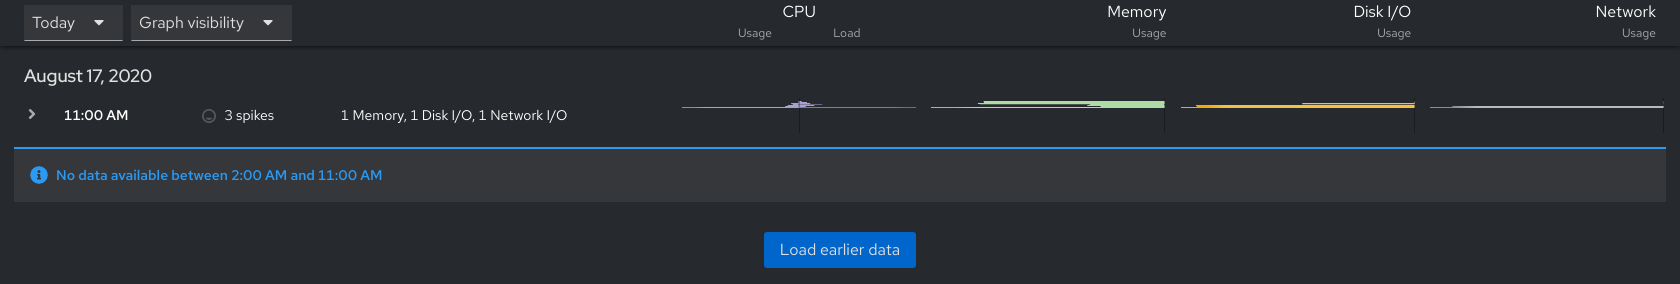 Today Graph visibility CPU Memory Disk I/O Network
Usage Load Usage Usage Usage
August 17, 2020
11:00 AM 3 spikes 1 Memory, 1 Disk I/O, 1 Network I/O
No data available between 2:00 AM and 11:00 AM
Load earlier data